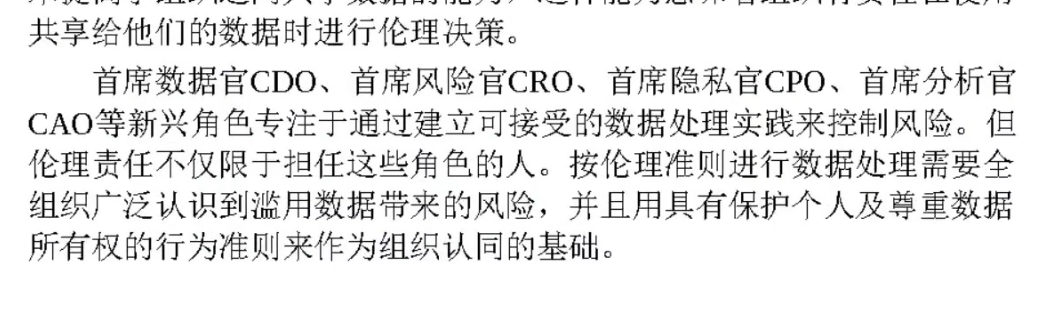 共享给他们的数据时进行伦理决策。
首席数据官CDO、首席风险官CRO、首席隐私官CPO、首席分析官
CAO等新兴角色专注于通过建立可接受的数据处理实践来控制风险。但
伦理责任不仅限于担任这些角色的人。按伦理准则进行数据处理需要全
组织广泛认识到滥用数据带来的风险，并且用具有保护个人及尊重数据
所有权的行为准则来作为组织认同的基础。